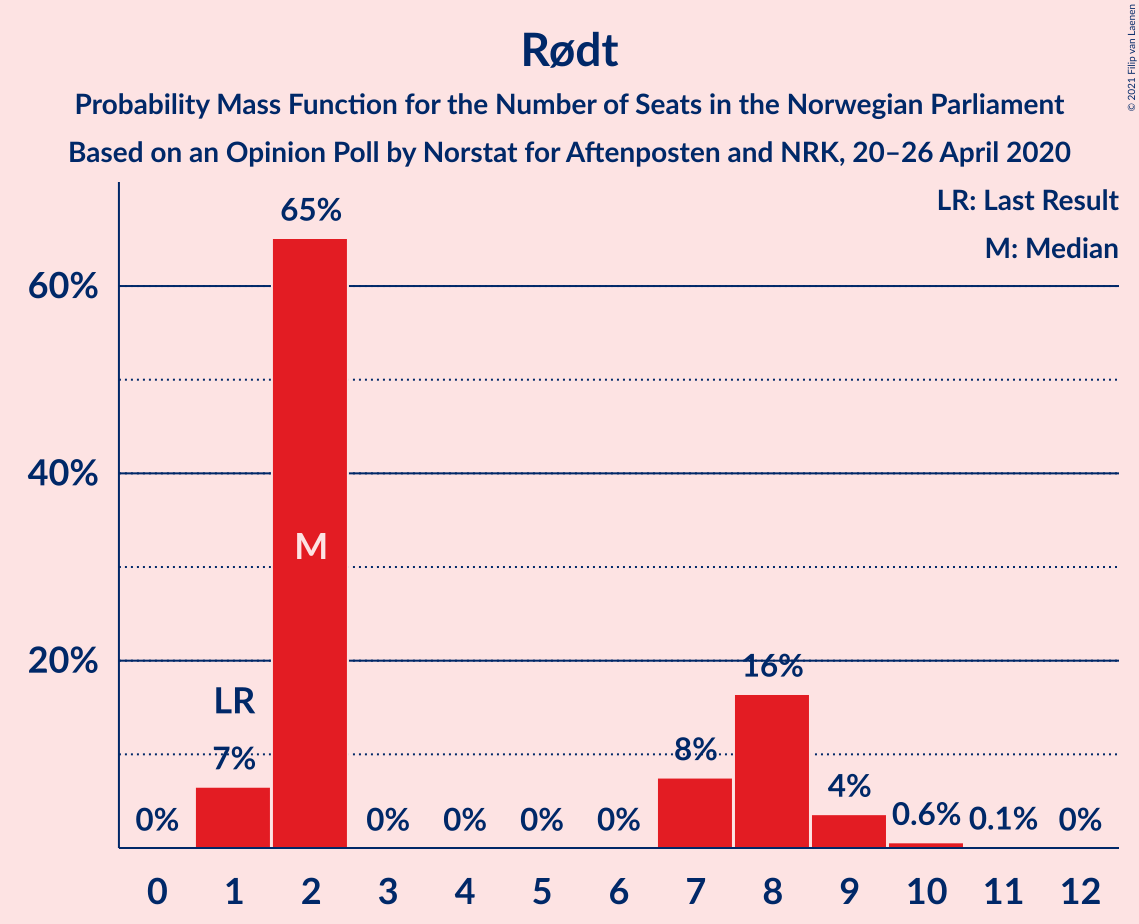 Rødt
Probability Mass Function for the Number of Seats in the Norwegian Parliament
Based on an Opinion Poll by Norstat for Aftenposten and NRK, 20–26 April 2020
© 2021 Filip van Laenen
LR: Last Result
M: Median
60%
40%
20%
0%
LR
7%
65%
M
0%
0%
0%
0%
8%
16%
4%
0.6%
0.1%
0%
0 1 2 3 4 5 6 7 8 9 10 11 12